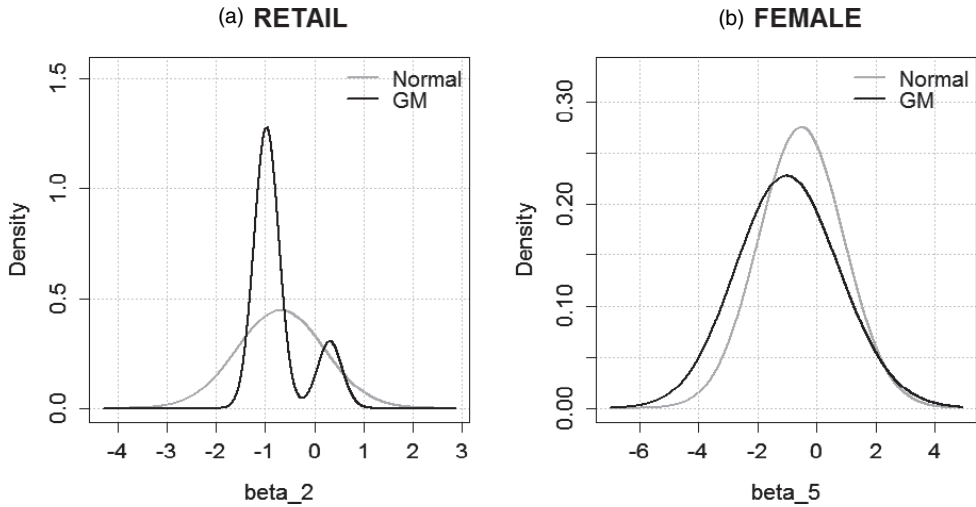 (a) RETAIL
Normal
GM
1.5
1.0
0.5
0.0
Density
-4 -3 -2 -1 0 1 2 3
beta_2
(b) FEMALE
Normal
GM
0.30
0.20
0.10
0.00
Density
-6 -4 -2 0 2 4
beta_5